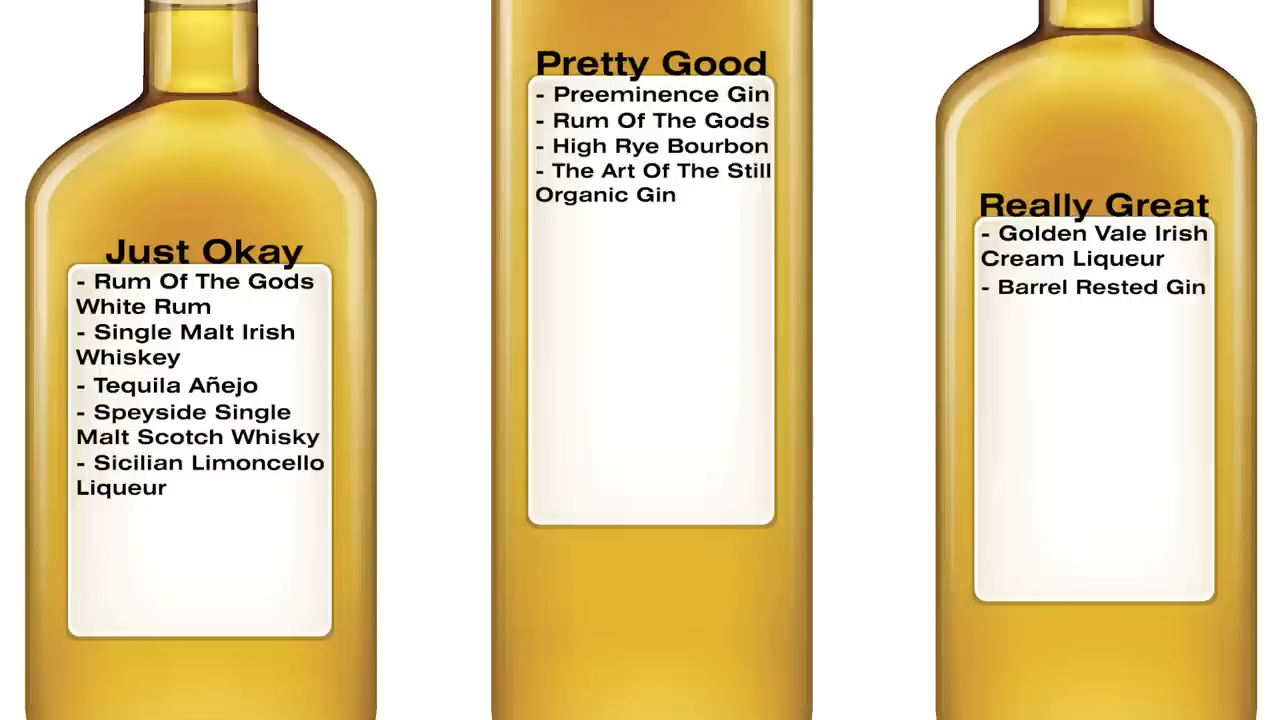 Just Okay
- Rum Of The Gods
White Rum
- Single Malt Irish
Whiskey
- Tequila Añejo
- Speyside Single
Malt Scotch Whisky
- Sicilian Limoncello
Liqueur
Pretty Good
- Preeminence Gin
- Rum Of The Gods
- High Rye Bourbon
- The Art Of The Still
Organic Gin
Really Great
- Golden Vale Irish
Cream Liqueur
- Barrel Rested Gin